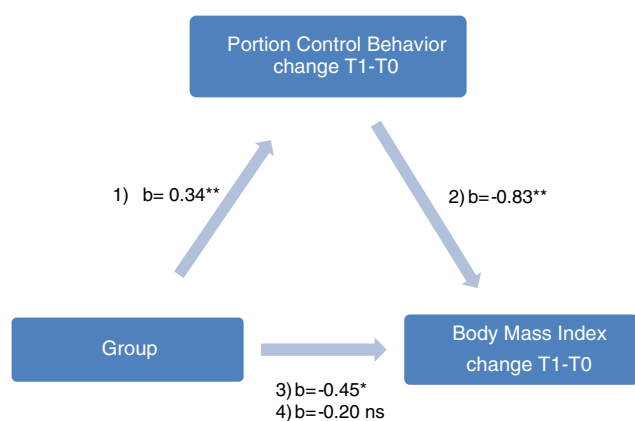 Portion Control Behavior
change T1-T0
1) b= 0.34**
2) b=-0.83**
Group
Body Mass Index
change T1-T0
3) b=-0.45*
4) b=-0.20 ns